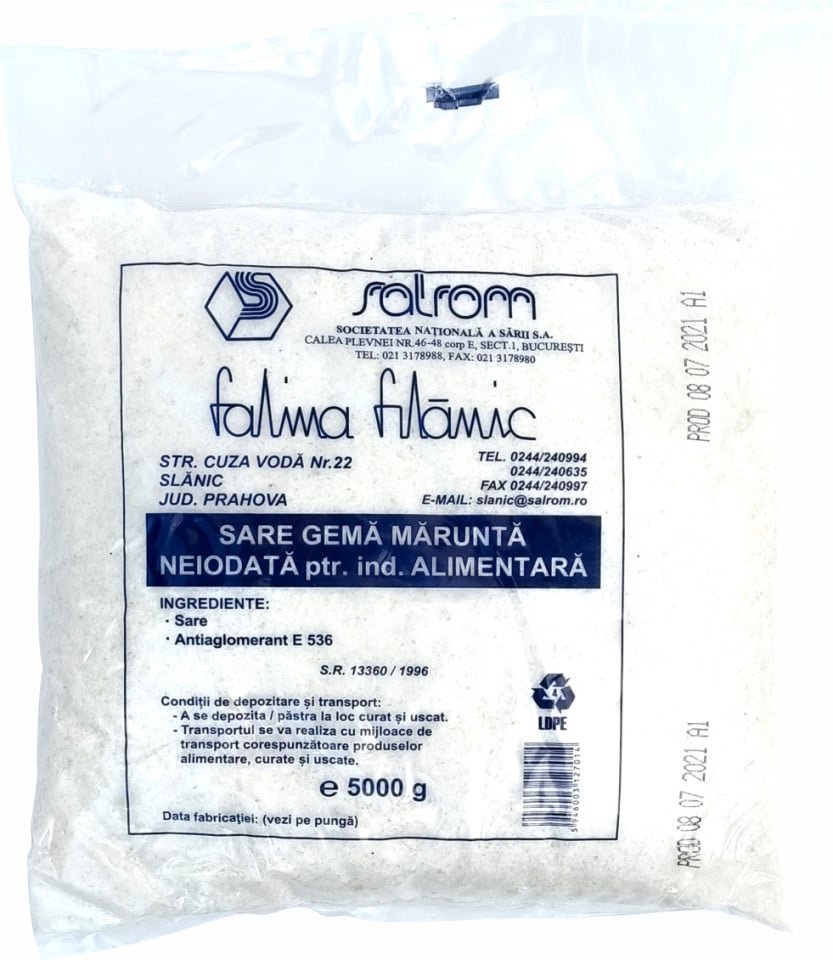 salrom
SOCIETATEA NAȚIONALĂ A SĂRII S.A.
CALEA PLEVNEI NR.46-48 corp E, SECT.1, BUCUREȘTI
TEL: 021 3178988, FAX: 021 3178980
STR. CUZA VODĂ Nr.22
SLĂNIC
JUD. PRAHOVA
TEL. 0244/240994
0244/240635
FAX 0244/240997
E-MAIL: slanic@salrom.ro
SARE GEMĂ MĂRUNTĂ
NEIODATĂ ptr. ind. ALIMENTARĂ
INGREDIENTE:
· Sare
· Antiaglomerant E 536
S.R. 13360 / 1996
Condiții de depozitare și transport:
- A se depozita / păstra la loc curat și uscat.
- Transportul se va realiza cu mijloace de
transport corespunzătoare produselor
alimentare, curate și uscate.
℮ 5000 g
Data fabricației: (vezi pe pungă)
LDPE
5 946003 127014
PROD 08 07 2021 A1
PROD 08 07 2021 A1